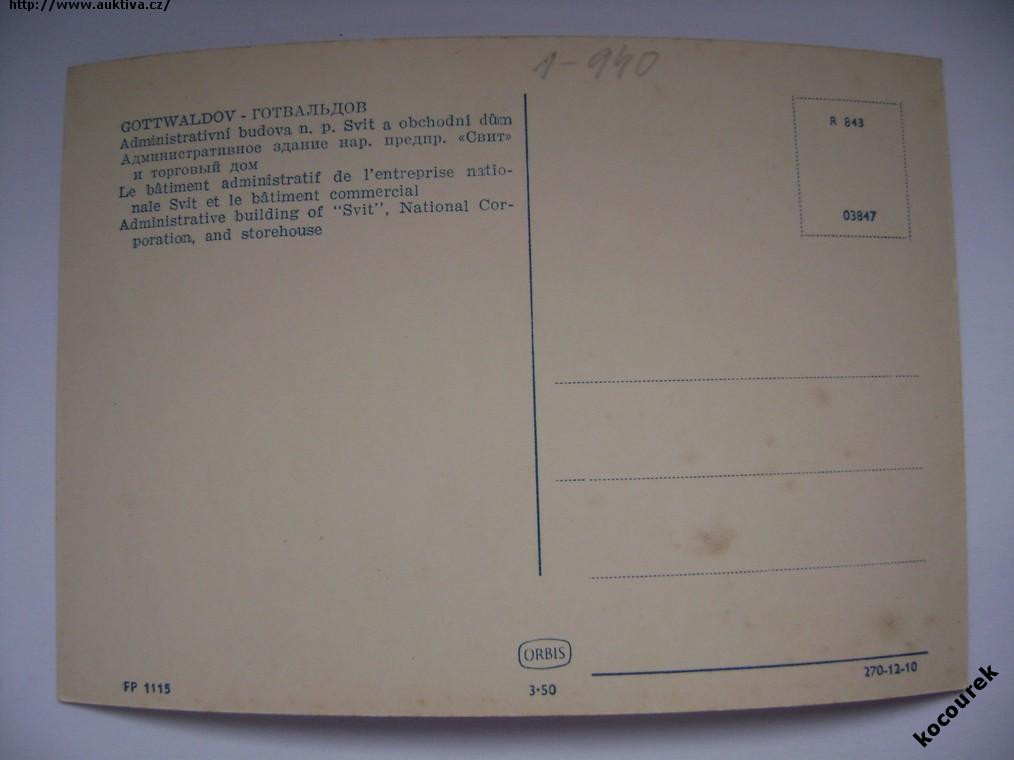 http://www.auktiva.cz/
1-940
GOTTWALDOV - ГОТВАЛЬДОВ
Administrativní budova n. p. Svit a obchodní dům
Административное здание нар. предпр. «Свит»
и торговый дом
Le bâtiment administratif de l'entreprise natio-
nale Svit et le bâtiment commercial
Administrative building of "Svit", National Cor-
poration, and storehouse
R 843
03847
ORBIS
FP 1115
3·50
270-12-10
kocourek